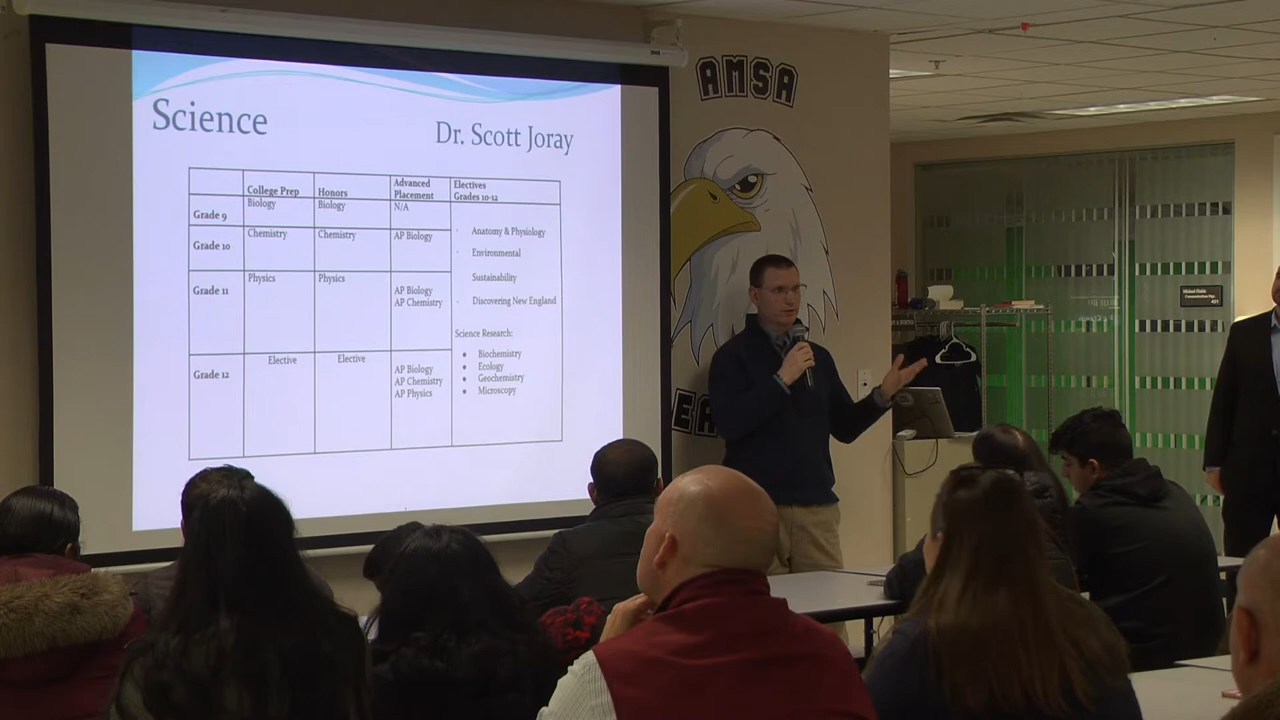 Science
Dr. Scott Joray
College Prep
Honors
Advanced
Placement
Electives
Grades 10-12
Grade 9
Biology
Biology
N/A
Grade 10
Chemistry
Chemistry
AP Biology
Grade 11
Physics
Physics
AP Biology
AP Chemistry
Grade 12
Elective
Elective
AP Biology
AP Chemistry
AP Physics
· Anatomy & Physiology
· Environmental
Sustainability
· Discovering New England
Science Research:
• Biochemistry
• Ecology
• Geochemistry
• Microscopy
AMSA
EA